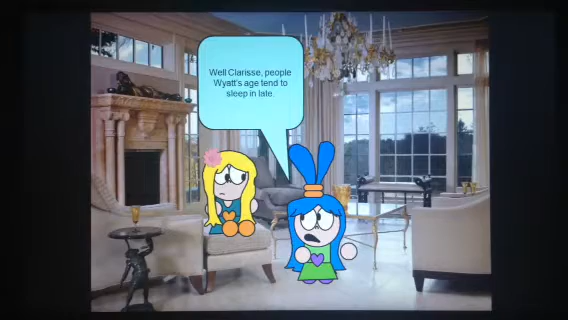 Well Clarisse, people
Wyatt's age tend to
sleep in late.